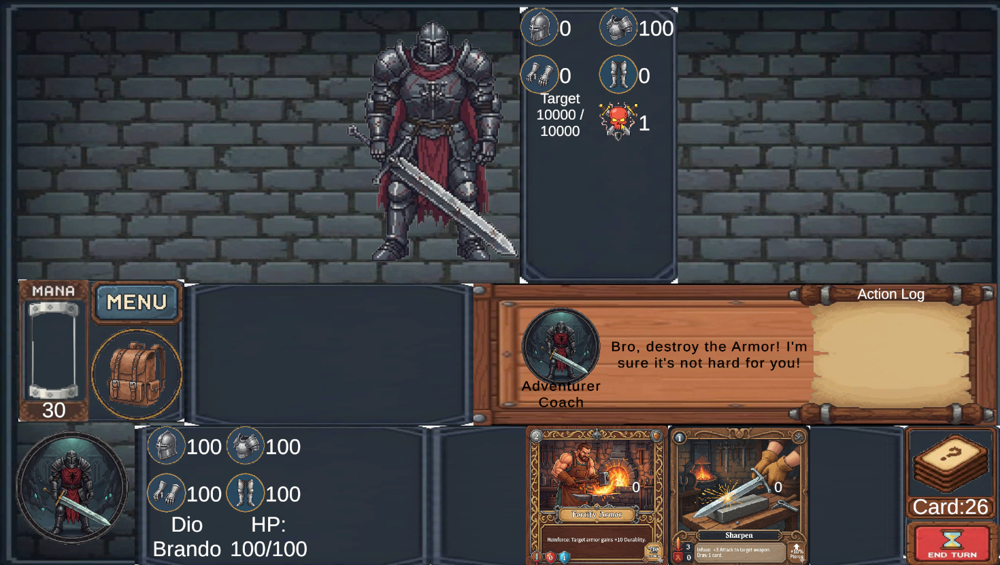 0
100
0
0
Target
10000 /
10000
1
MANA
MENU
30
Bro, destroy the Armor! I'm
sure it's not hard for you!
Adventurer
Coach
Action Log
100
100
100
100
Dio
Brando
HP:
100/100
2
0
Fortify Armor
Reinforce: Target armor gains +10 Durablity.
+10
1 0 1
1
0
Sharpen
3
0
Infuse: +3 Attack to target weapon.
Draw 1 card.
+10%
Pierce
?
Card:26
END TURN